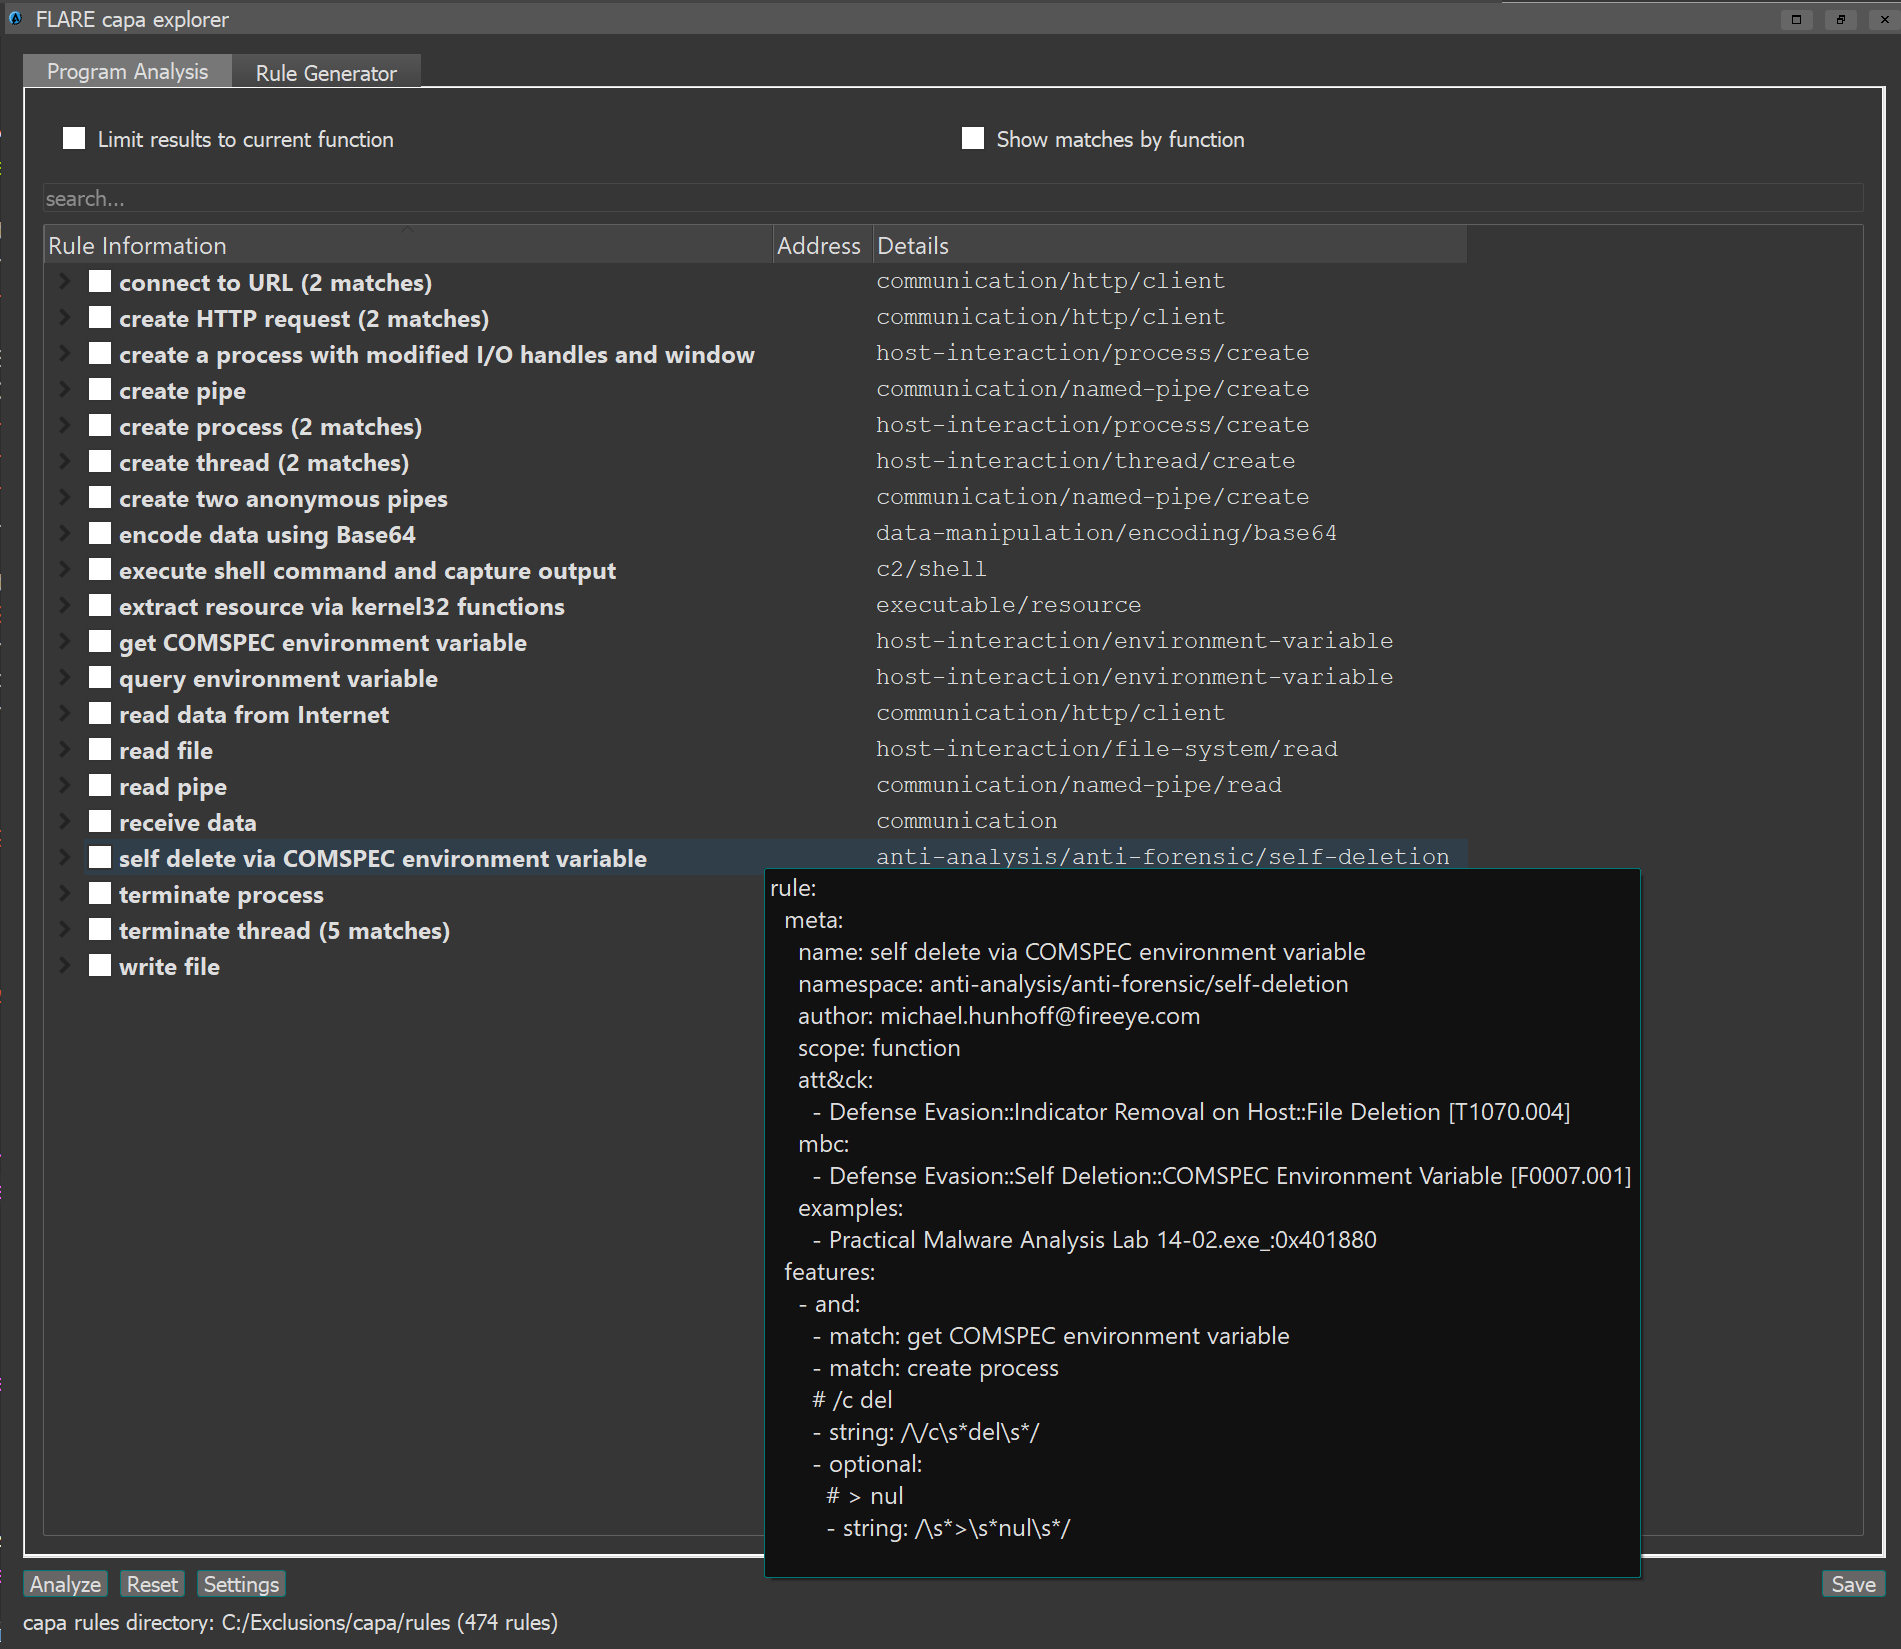 FLARE capa explorer
Program Analysis Rule Generator
Limit results to current function Show matches by function
search...
Rule Information Address Details
connect to URL (2 matches) communication/http/client
create HTTP request (2 matches) communication/http/client
create a process with modified I/O handles and window host-interaction/process/create
create pipe communication/named-pipe/create
create process (2 matches) host-interaction/process/create
create thread (2 matches) host-interaction/thread/create
create two anonymous pipes communication/named-pipe/create
encode data using Base64 data-manipulation/encoding/base64
execute shell command and capture output c2/shell
extract resource via kernel32 functions executable/resource
get COMSPEC environment variable host-interaction/environment-variable
query environment variable host-interaction/environment-variable
read data from Internet communication/http/client
read file host-interaction/file-system/read
read pipe communication/named-pipe/read
receive data communication
self delete via COMSPEC environment variable anti-analysis/anti-forensic/self-deletion
terminate process
terminate thread (5 matches)
write file
rule:
meta:
name: self delete via COMSPEC environment variable
namespace: anti-analysis/anti-forensic/self-deletion
author: michael.hunhoff@fireeye.com
scope: function
att&ck:
- Defense Evasion::Indicator Removal on Host::File Deletion [T1070.004]
mbc:
- Defense Evasion::Self Deletion::COMSPEC Environment Variable [F0007.001]
examples:
- Practical Malware Analysis Lab 14-02.exe_:0x401880
features:
- and:
- match: get COMSPEC environment variable
- match: create process
# /c del
- string: /\/c\s*del\s*/
- optional:
# > nul
- string: /\s*>\s*nul\s*/
Analyze Reset Settings Save
capa rules directory: C:/Exclusions/capa/rules (474 rules)